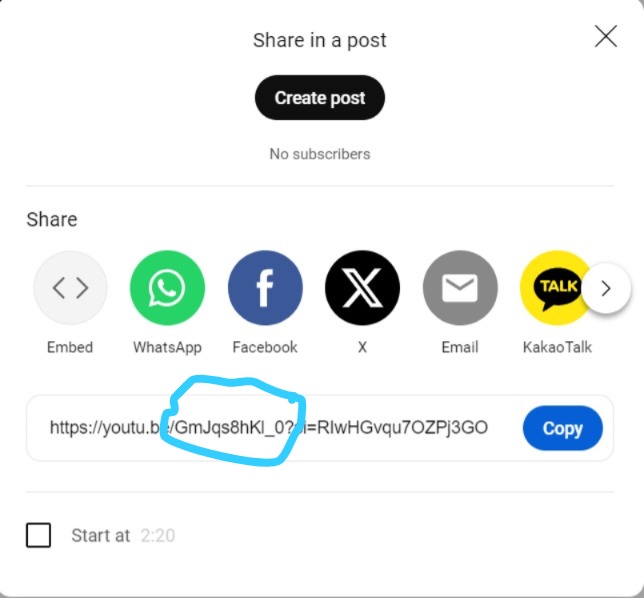 Share in a post
Create post
No subscribers
Share
TALK
Embed WhatsApp Facebook X Email KakaoTalk
https://youtu.be/GmJqs8hKl_0?si=RIwHGvqu7OZPj3GO Copy
Start at 2:20